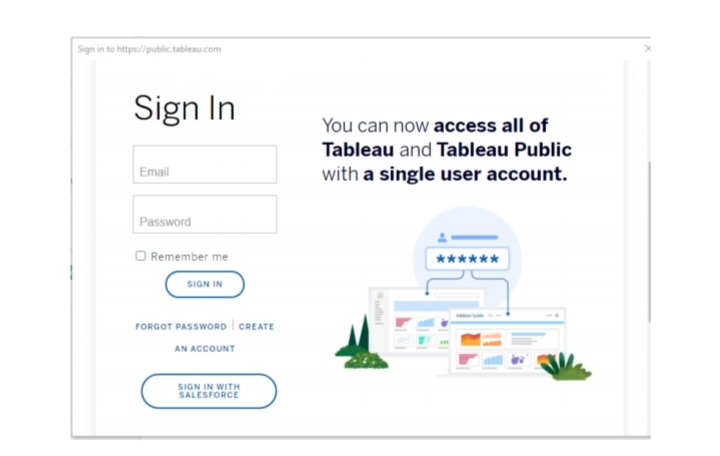 Sign in to https://public.tableau.com
Sign In
Email
Password
Remember me
SIGN IN
FORGOT PASSWORD | CREATE
AN ACCOUNT
SIGN IN WITH
SALESFORCE
You can now access all of
Tableau and Tableau Public
with a single user account.
******